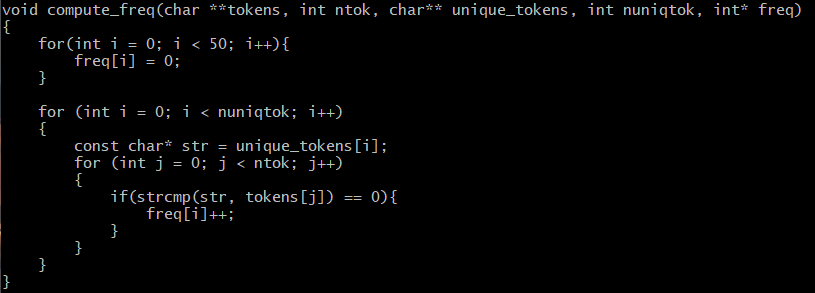 void compute_freq(char **tokens, int ntok, char** unique_tokens, int nuniqtok, int* freq)
{
    for(int i = 0; i < 50; i++){
        freq[i] = 0;
    }

    for (int i = 0; i < nuniqtok; i++)
    {
        const char* str = unique_tokens[i];
        for (int j = 0; j < ntok; j++)
        {
            if(strcmp(str, tokens[j]) == 0){
                freq[i]++;
            }
        }
    }
}